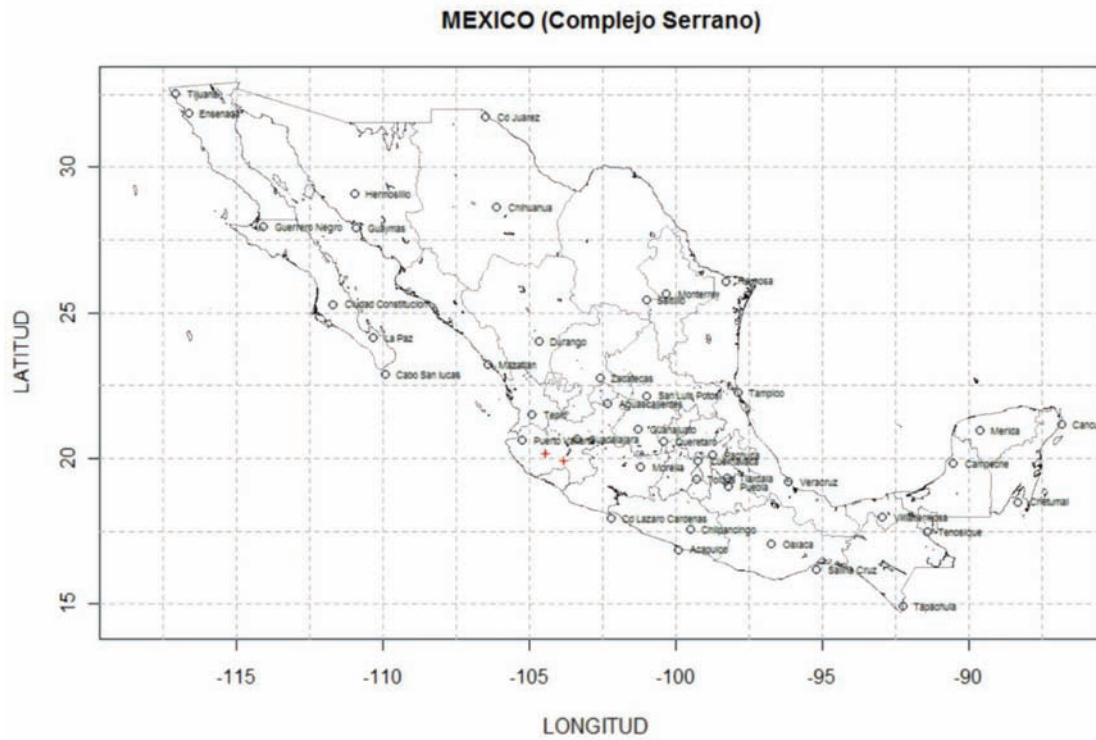 MEXICO (Complejo Serrano)
Tijuana
Ensenada
Cd Juarez
30
Hermosillo
Chihuahua
Guerrero Negro
Guaymas
Reynosa
Monterrey
Saltillo
25
Ciudad Constitucion
La Paz
Durango
Mazatlan
Cabo San lucas
Zacatecas
San Luis Potosi
Tampico
Aguascalientes
Tepic
Guanajuato
Merida
Cancu
Puerto Vallarta
Guadalajara
Queretaro
Pachuca
20
Morelia
Cuernavaca
Campeche
Toluca
Tlaxcala
Puebla
Veracruz
Chetumal
Cd Lazaro Cardenas
Villahermosa
Chilpancingo
Tenosique
Acapulco
Oaxaca
Salina Cruz
15
Tapachula
LATITUD
-115
-110
-105
-100
-95
-90
LONGITUD